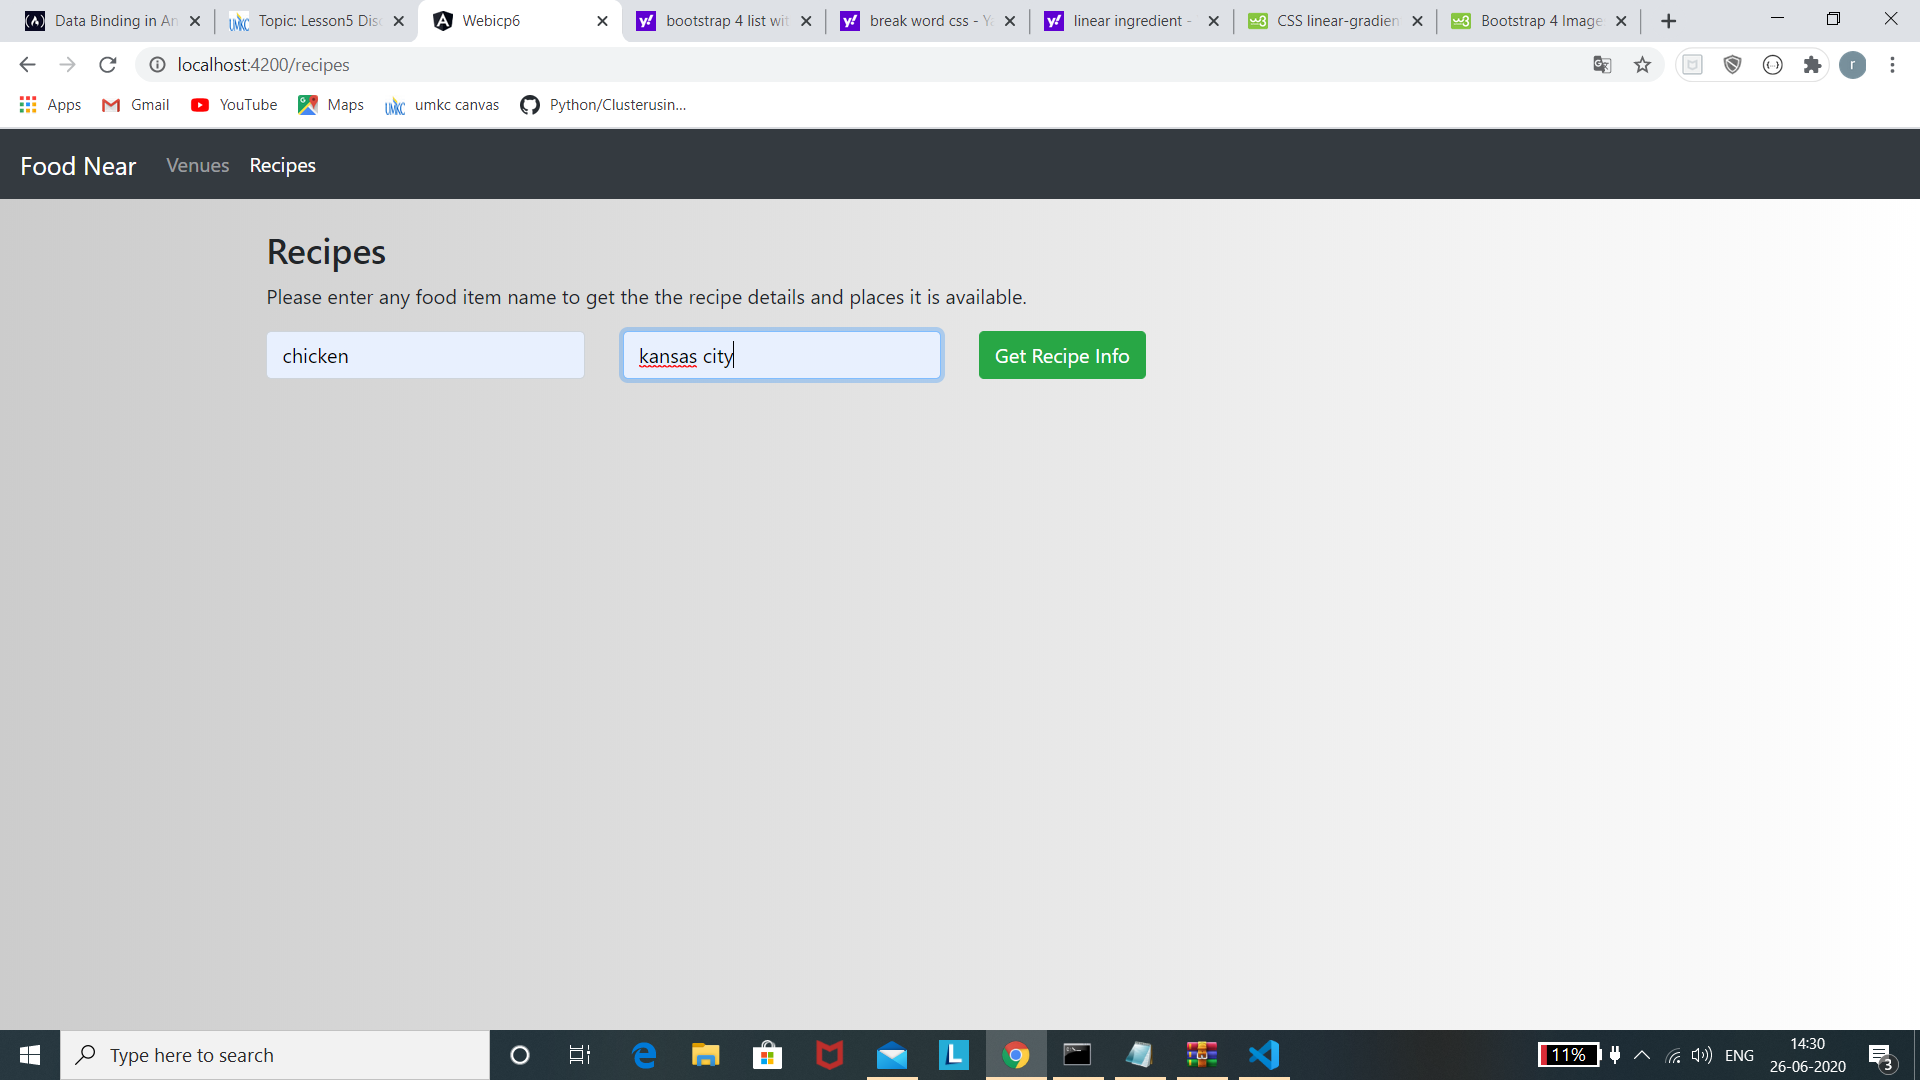 Data Binding in An
Topic: Lesson5 Disc
Webicp6
bootstrap 4 list wit
break word css - Ya
linear ingredient -
CSS linear-gradien
Bootstrap 4 Image
localhost:4200/recipes
r
Apps
Gmail
YouTube
Maps
UMKC umkc canvas
Python/Clusterusin...
Food Near
Venues
Recipes
Recipes
Please enter any food item name to get the the recipe details and places it is available.
chicken
kansas city
Get Recipe Info
Type here to search
L
11%
ENG
14:30
26-06-2020
3